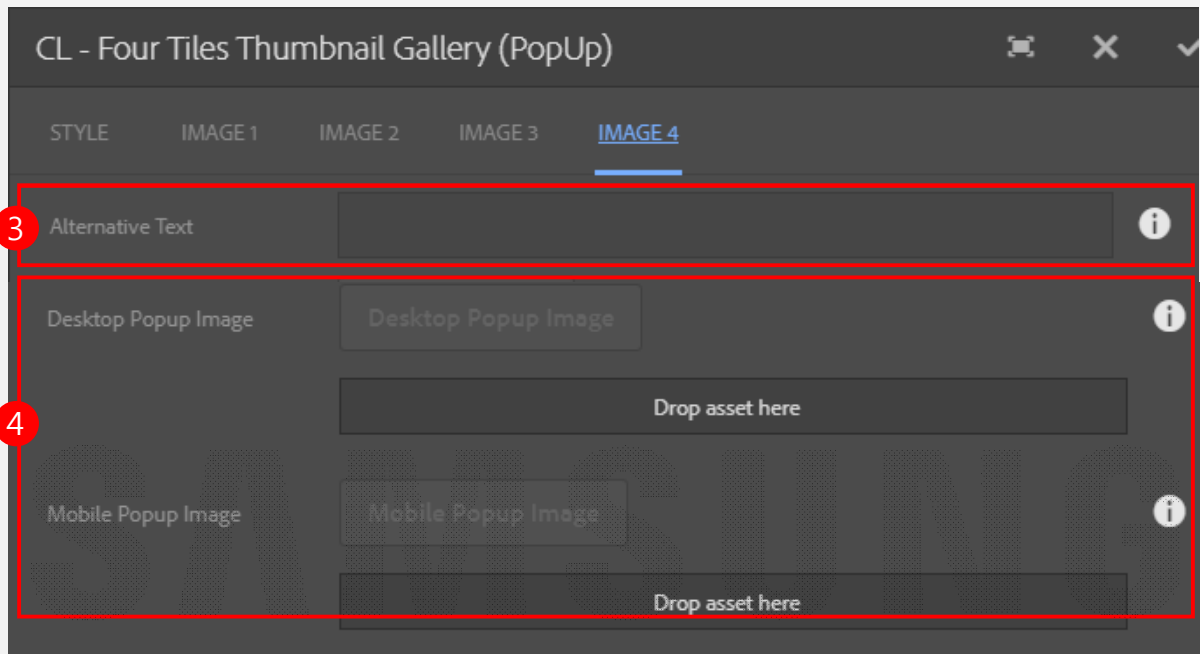 CL - Four Tiles Thumbnail Gallery (PopUp)
STYLE IMAGE 1 IMAGE 2 IMAGE 3 IMAGE 4
3 Alternative Text
Desktop Popup Image Desktop Popup Image
Drop asset here
4
SAMSUNG
Mobile Popup Image Mobile Popup Image
Drop asset here